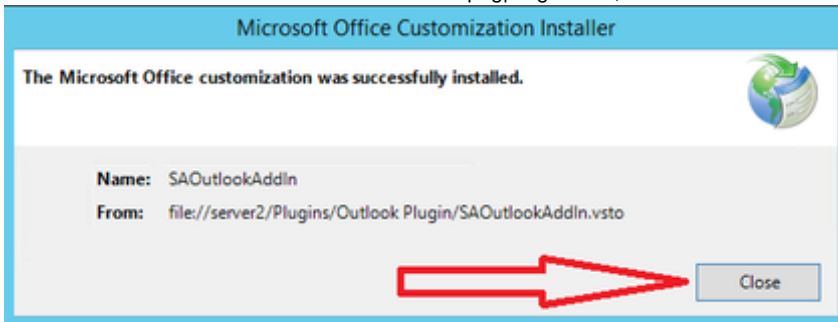 Microsoft Office Customization Installer
The Microsoft Office customization was successfully installed.
Name: SAOutlookAddIn
From: file://server2/Plugins/Outlook Plugin/SAOutlookAddIn.vsto
Close